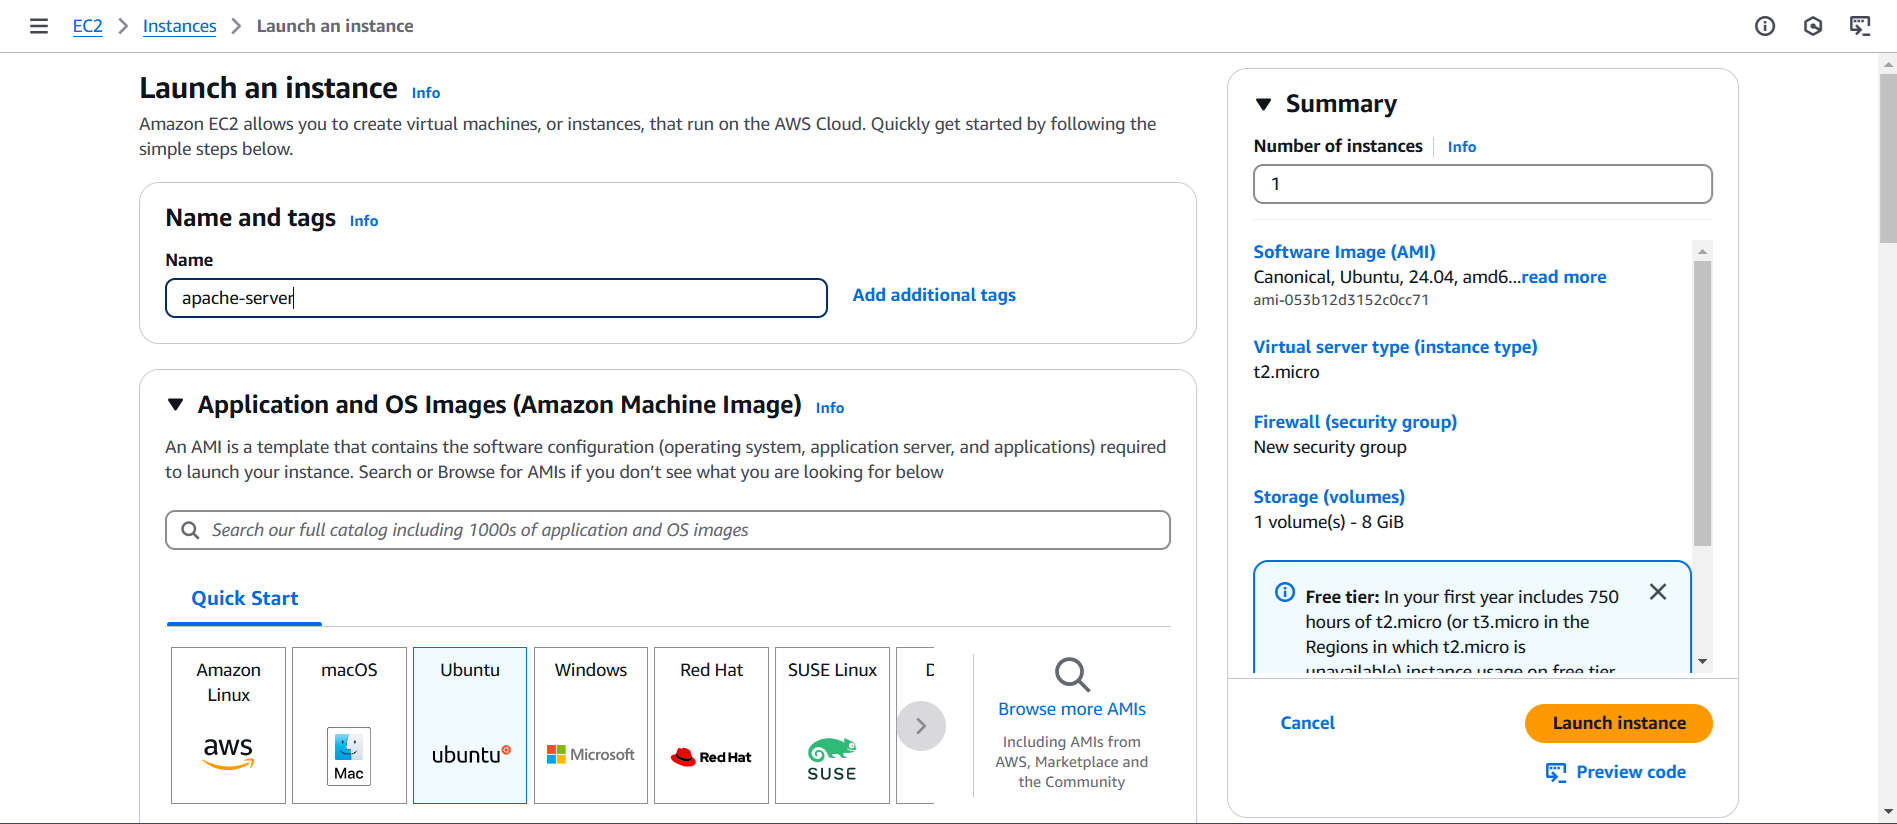 EC2 Instances Launch an instance
Launch an instance Info
Amazon EC2 allows you to create virtual machines, or instances, that run on the AWS Cloud. Quickly get started by following the
simple steps below.
Name and tags Info
Name
apache-server
Add additional tags
Application and OS Images (Amazon Machine Image) Info
An AMI is a template that contains the software configuration (operating system, application server, and applications) required
to launch your instance. Search or Browse for AMIs if you don’t see what you are looking for below
Search our full catalog including 1000s of application and OS images
Quick Start
Amazon
Linux
aws
macOS
Mac
Ubuntu
ubuntu
Windows
Microsoft
Red Hat
Red Hat
SUSE Linux
SUSE
D
Browse more AMIs
Including AMIs from
AWS, Marketplace and
the Community
Summary
Number of instances Info
1
Software Image (AMI)
Canonical, Ubuntu, 24.04, amd6...read more
ami-053b12d3152c0cc71
Virtual server type (instance type)
t2.micro
Firewall (security group)
New security group
Storage (volumes)
1 volume(s) - 8 GiB
Free tier: In your first year includes 750
hours of t2.micro (or t3.micro in the
Regions in which t2.micro is
unavailable) instance usage on free tier
Cancel
Launch instance
Preview code